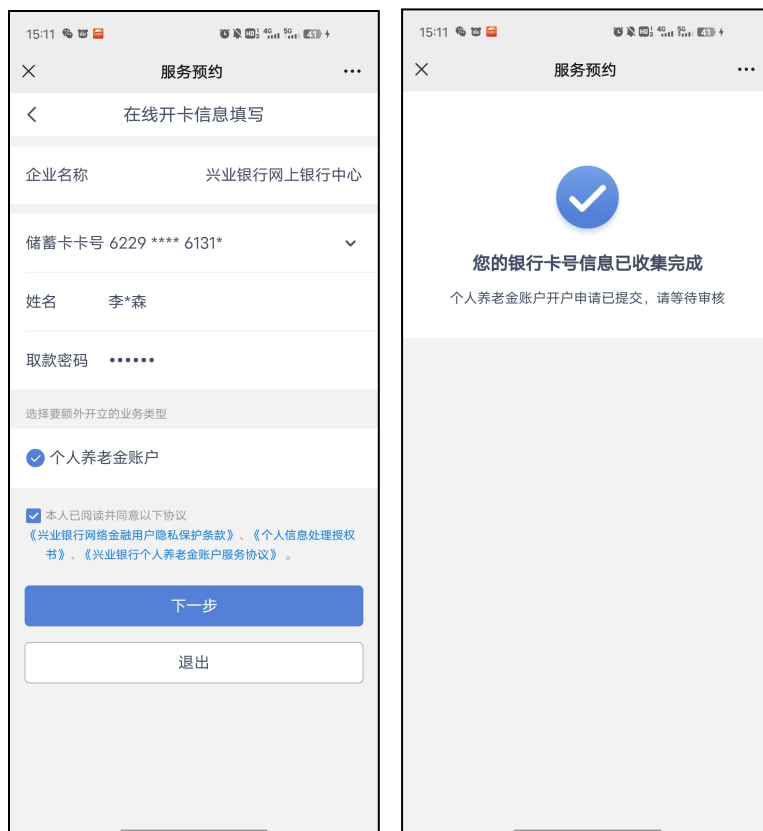 15:11
41
服务预约
在线开卡信息填写
企业名称 兴业银行网上银行中心
储蓄卡卡号 6229 **** 6131*
姓名 李*森
取款密码 ••••••
选择要额外开立的业务类型
个人养老金账户
本人已阅读并同意以下协议
《兴业银行网络金融用户隐私保护条款》、《个人信息处理授权
书》、《兴业银行个人养老金账户服务协议》 。
下一步
退出
15:11
41
服务预约
您的银行卡号信息已收集完成
个人养老金账户开户申请已提交，请等待审核